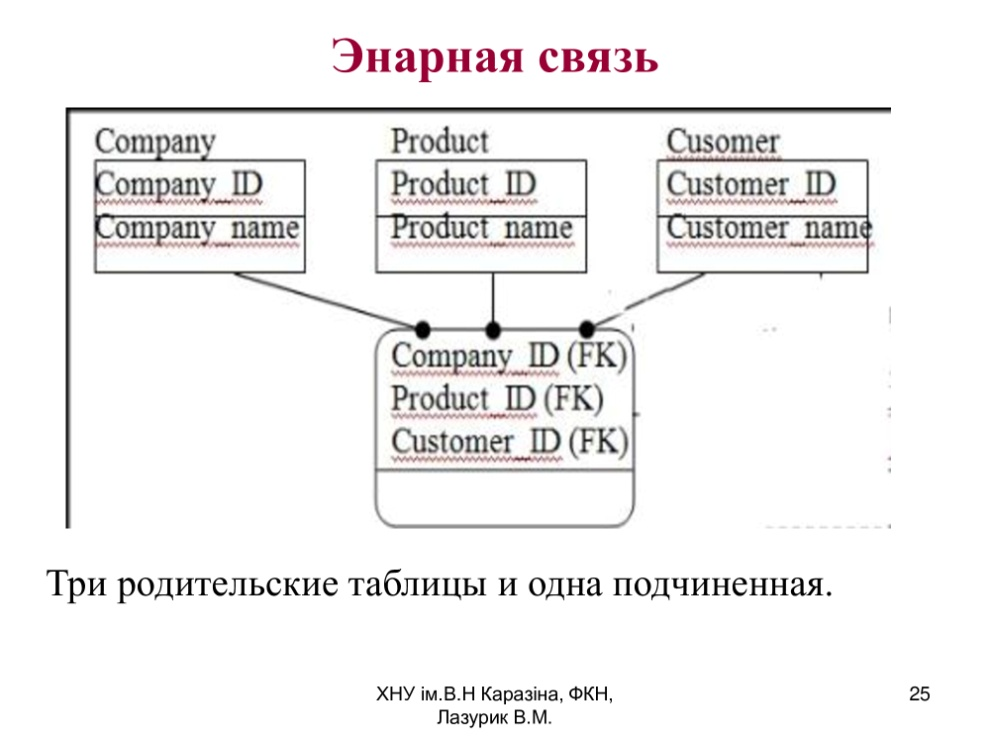 Энарная связь
Company Product Cusomer
Company_ID Product_ID Customer_ID
Company_name Product_name Customer_name
Company_ID (FK)
Product_ID (FK)
Customer_ID (FK)
Три родительские таблицы и одна подчиненная.
ХНУ ім.В.Н Каразіна, ФКН,
Лазурик В.М.
25